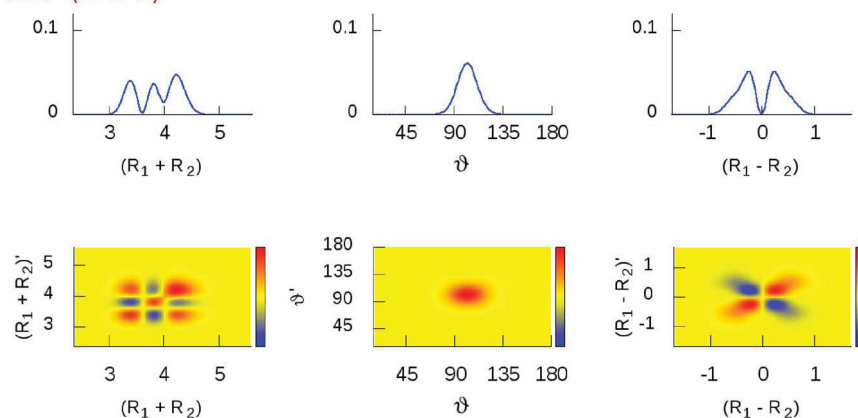 0.1 0.1 0.1
0 0 0
3 4 5 45 90 135 180 -1 0 1
(R1 + R2) ϑ (R1 - R2)
(R1 + R2)' 5 4 3
ϑ' 180 135 90 45
(R1 - R2)' 1 0 -1
3 4 5 45 90 135 180 -1 0 1
(R1 + R2) ϑ (R1 - R2)